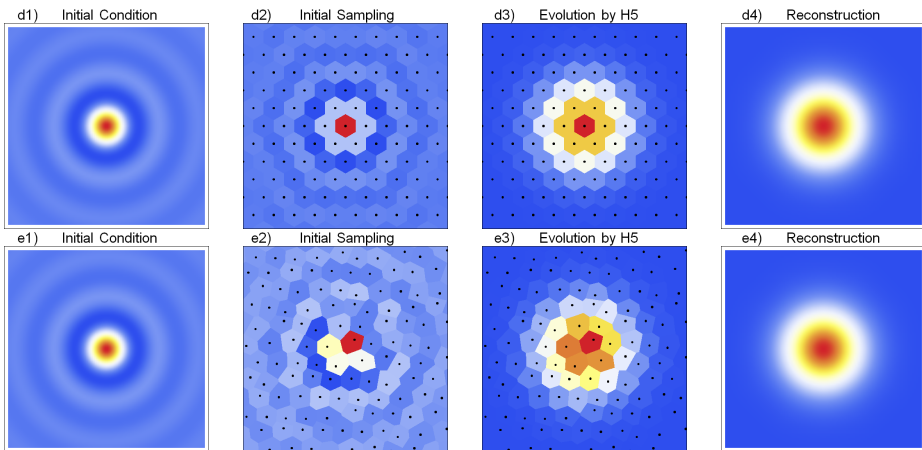 d1) Initial Condition
d2) Initial Sampling
d3) Evolution by H5
d4) Reconstruction
e1) Initial Condition
e2) Initial Sampling
e3) Evolution by H5
e4) Reconstruction